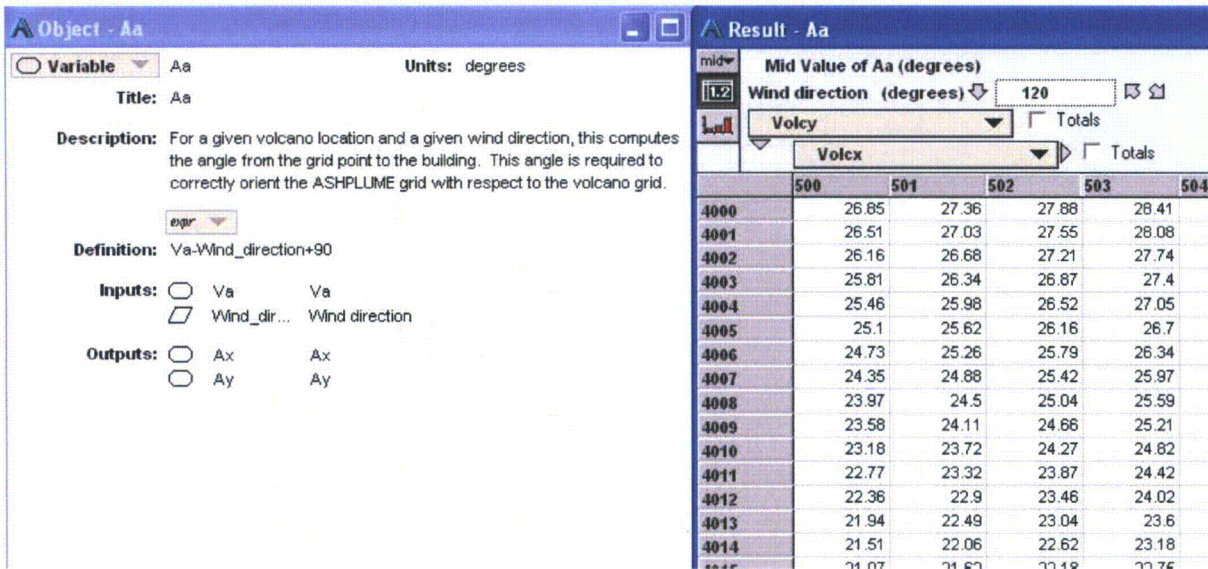 Object - Aa
Variable Aa Units: degrees
Title: Aa
Description: For a given volcano location and a given wind direction, this computes
the angle from the grid point to the building. This angle is required to
correctly orient the ASHPLUME grid with respect to the volcano grid.
expr
Definition: Va-Wind_direction+90
Inputs: Va Va
Wind_dir... Wind direction
Outputs: Ax Ax
Ay Ay
Result - Aa
mid Mid Value of Aa (degrees)
1.2 Wind direction (degrees) 120
Volcy Totals
Volcx Totals
500 501 502 503 504
4000 26.85 27.36 27.88 28.41
4001 26.51 27.03 27.55 28.08
4002 26.16 26.68 27.21 27.74
4003 25.81 26.34 26.87 27.4
4004 25.46 25.98 26.52 27.05
4005 25.1 25.62 26.16 26.7
4006 24.73 25.26 25.79 26.34
4007 24.35 24.88 25.42 25.97
4008 23.97 24.5 25.04 25.59
4009 23.58 24.11 24.66 25.21
4010 23.18 23.72 24.27 24.82
4011 22.77 23.32 23.87 24.42
4012 22.36 22.9 23.46 24.02
4013 21.94 22.49 23.04 23.6
4014 21.51 22.06 22.62 23.18